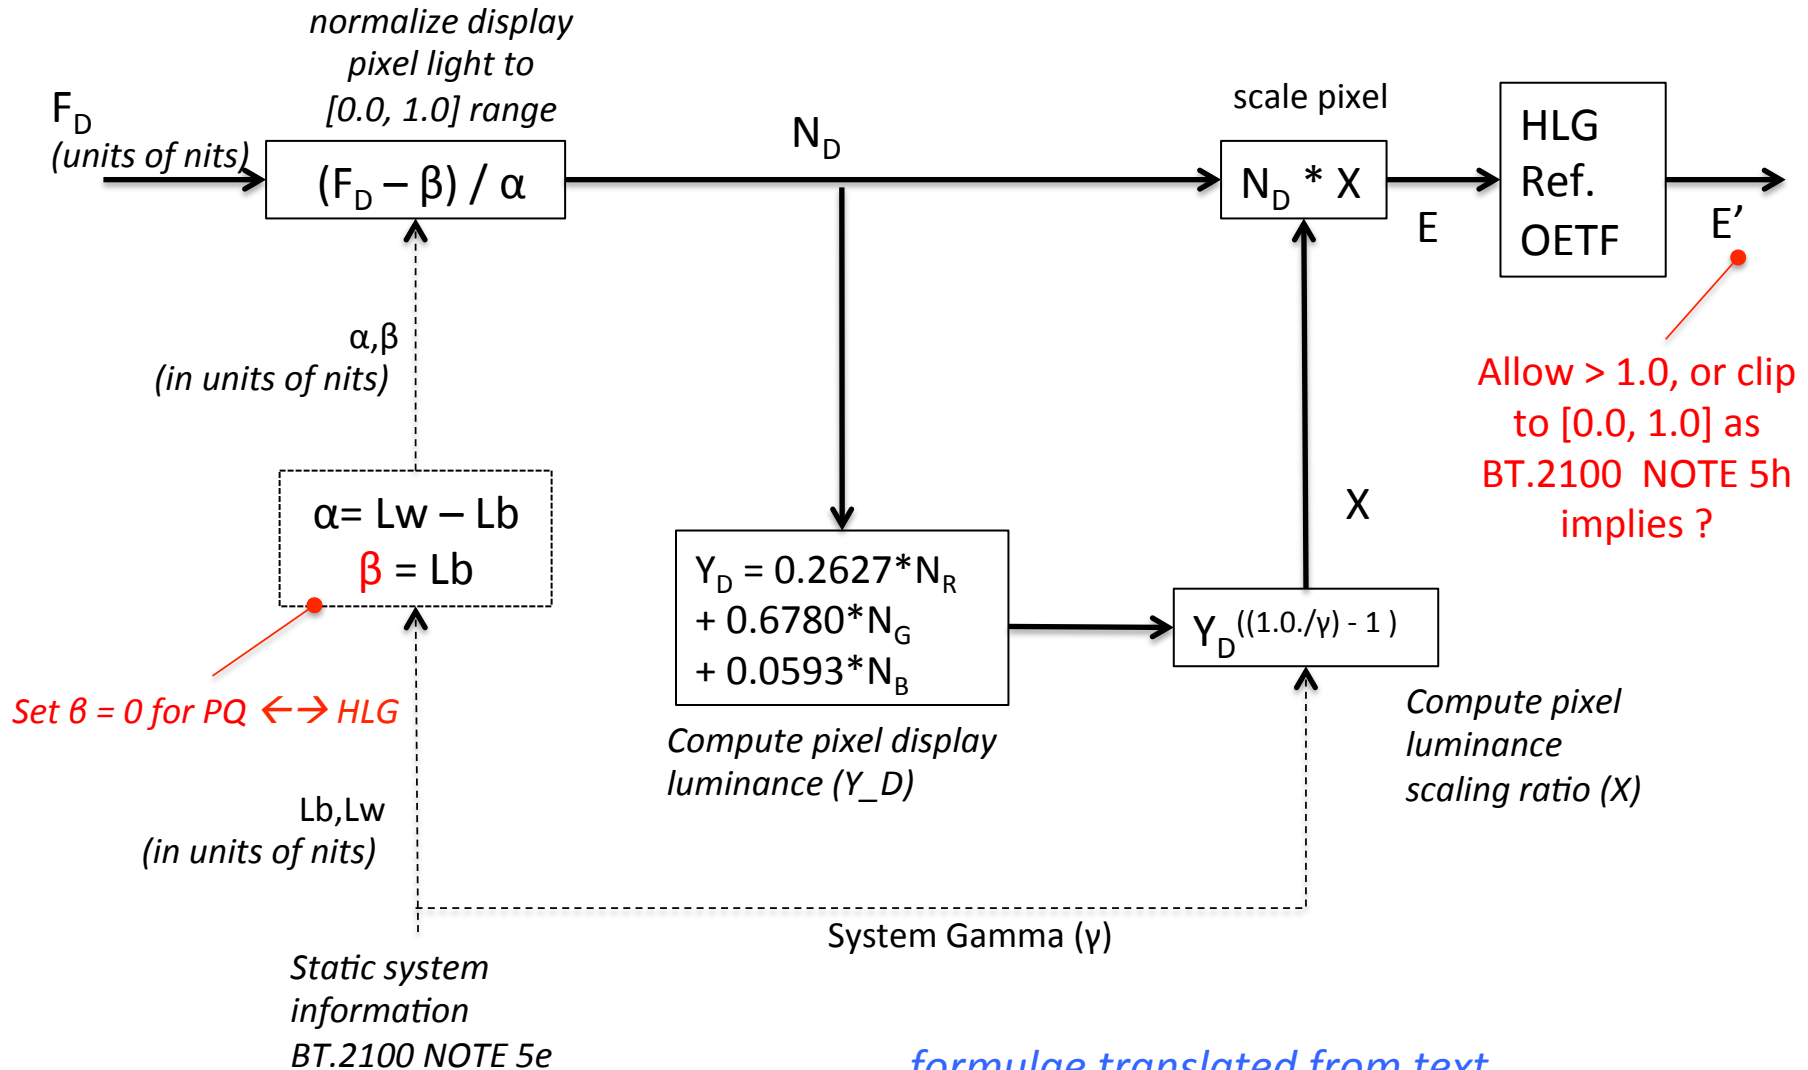 normalize display
pixel light to
[0.0, 1.0] range
F_D
(units of nits)
(F_D – β) / α
N_D
scale pixel
N_D * X
E
HLG
Ref.
OETF
E’
α,β
(in units of nits)
Allow > 1.0, or clip
to [0.0, 1.0] as
BT.2100 NOTE 5h
implies ?
α= Lw – Lb
β = Lb
X
Y_D = 0.2627*N_R
+ 0.6780*N_G
+ 0.0593*N_B
Y_D^((1.0./γ) - 1 )
Set β = 0 for PQ ←→ HLG
Compute pixel display
luminance (Y_D)
Compute pixel
luminance
scaling ratio (X)
Lb,Lw
(in units of nits)
System Gamma (γ)
Static system
information
BT.2100 NOTE 5e
formulae translated from text